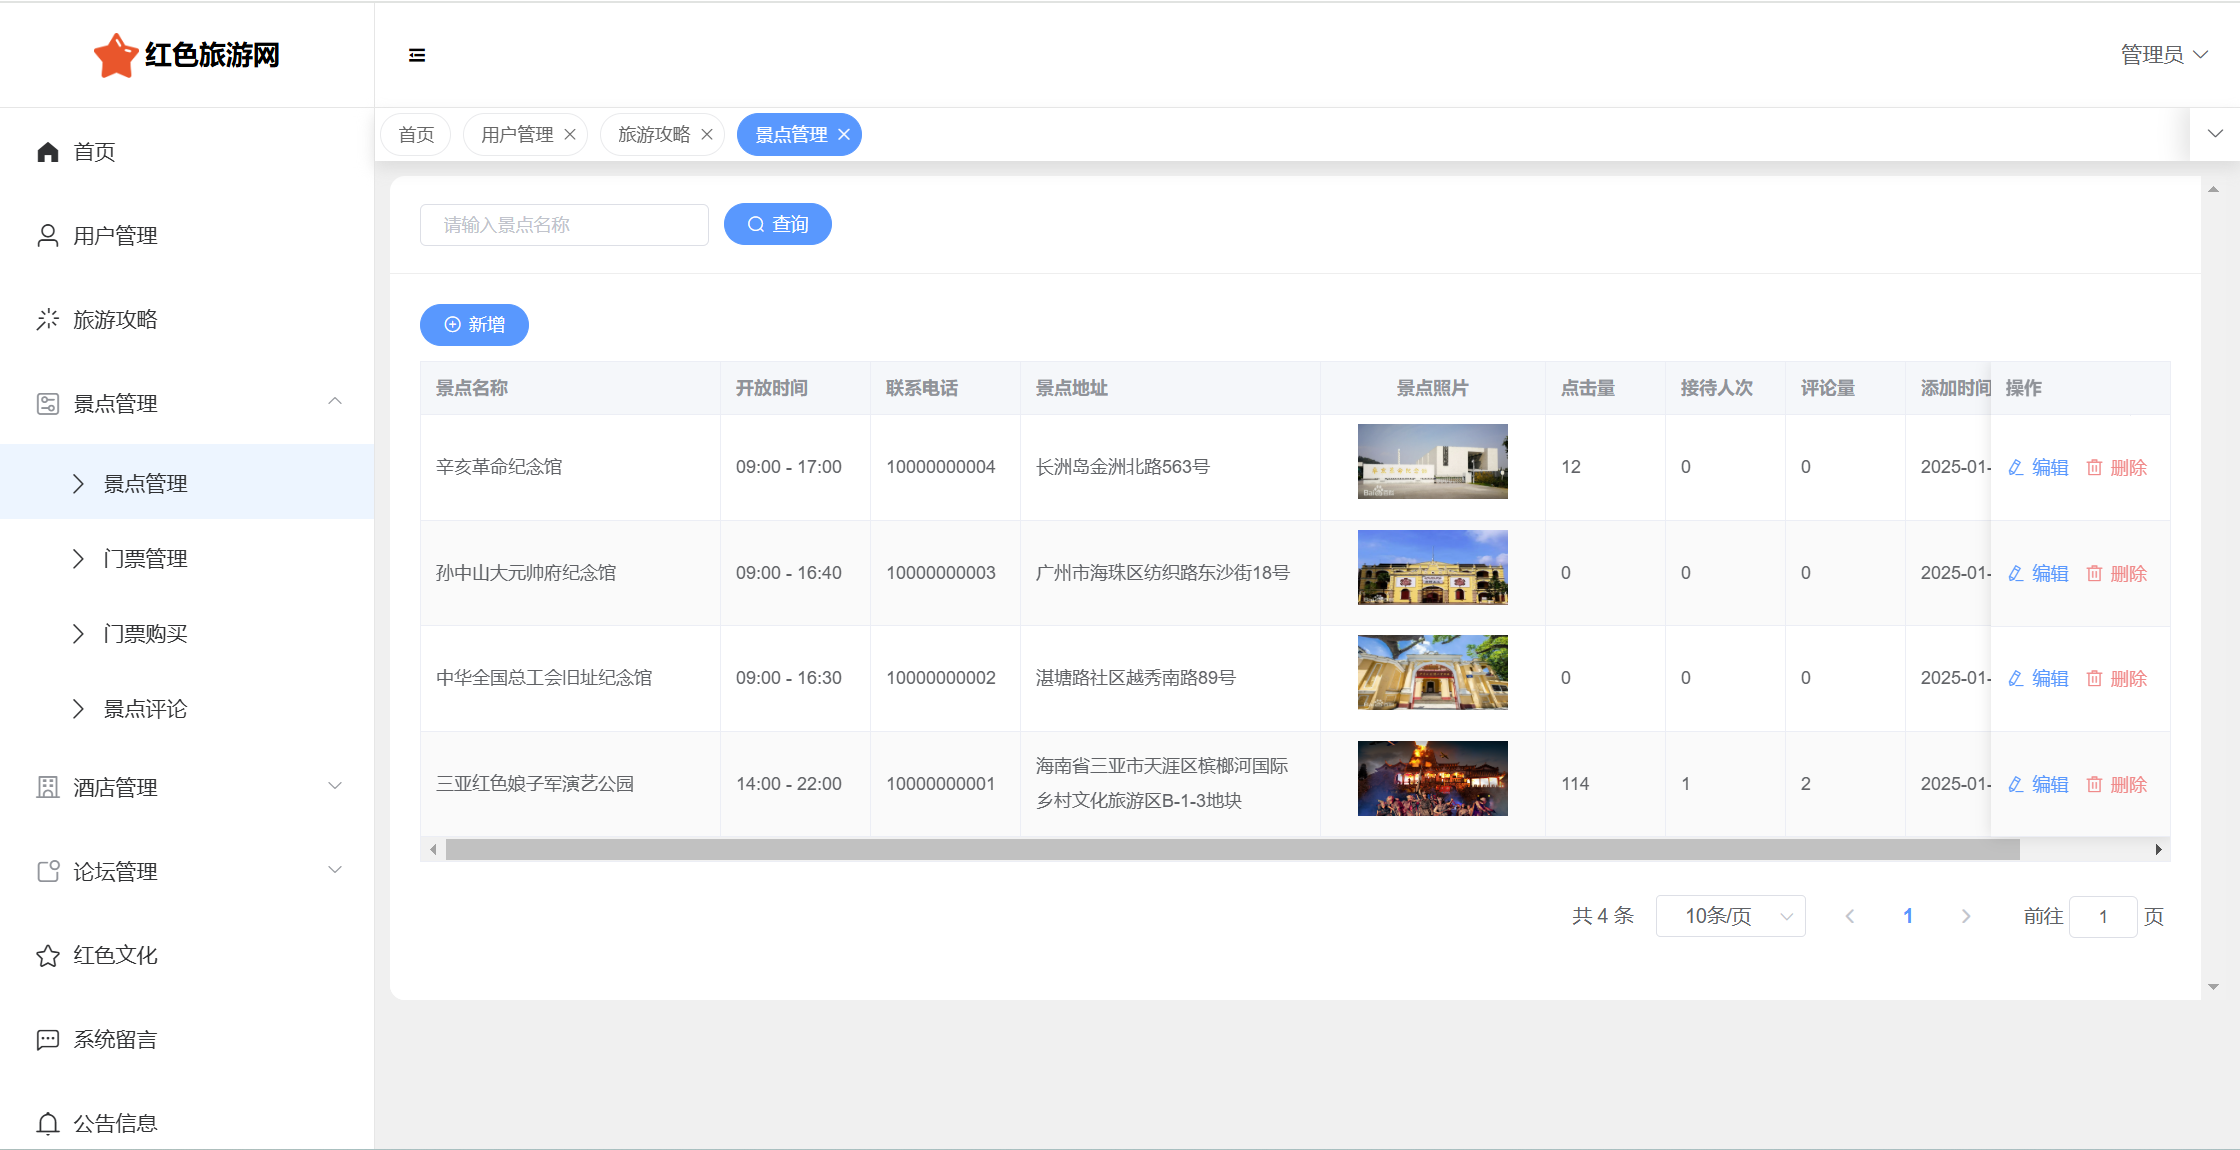 红色旅游网
管理员
首页
用户管理
旅游攻略
景点管理
首页
用户管理
旅游攻略
景点管理
景点管理
门票管理
门票购买
景点评论
酒店管理
论坛管理
红色文化
系统留言
公告信息
请输入景点名称
查询
新增
景点名称 开放时间 联系电话 景点地址 景点照片 点击量 接待人次 评论量 添加时间 操作
辛亥革命纪念馆 09:00 - 17:00 10000000004 长洲岛金洲北路563号 12 0 0 2025-01- 编辑 删除
孙中山大元帅府纪念馆 09:00 - 16:40 10000000003 广州市海珠区纺织路东沙街18号 0 0 0 2025-01- 编辑 删除
中华全国总工会旧址纪念馆 09:00 - 16:30 10000000002 湛塘路社区越秀南路89号 0 0 0 2025-01- 编辑 删除
三亚红色娘子军演艺公园 14:00 - 22:00 10000000001 海南省三亚市天涯区槟榔河国际
乡村文化旅游区B-1-3地块 114 1 2 2025-01- 编辑 删除
共 4 条 10条/页 1 前往 1 页